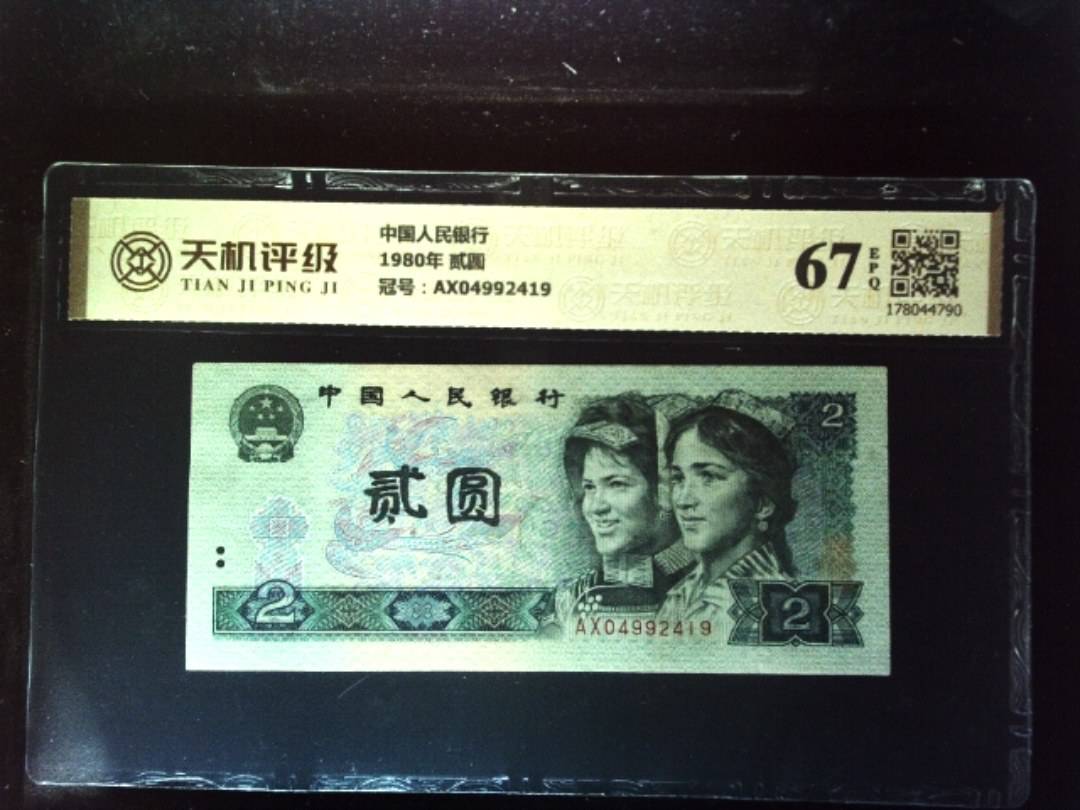 天机评级
TIAN JI PING JI
中国人民银行
1980年 贰圆
冠号：AX04992419
67
EPQ
178044790
中国人民银行
2
贰圆
2
AX04992419
2